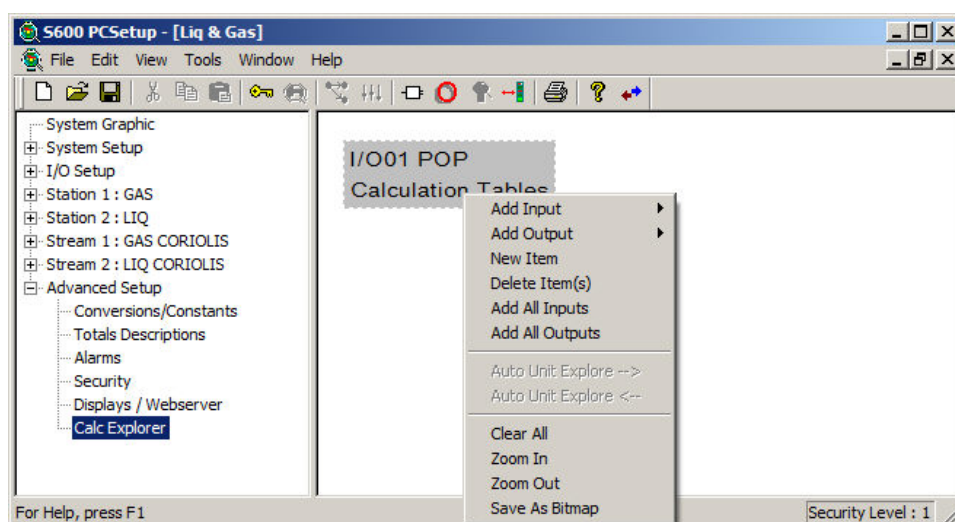 S600 PCSetup - [Liq & Gas]
File Edit View Tools Window Help
System Graphic
System Setup
I/O Setup
Station 1 : GAS
Station 2 : LIQ
Stream 1 : GAS CORIOLIS
Stream 2 : LIQ CORIOLIS
Advanced Setup
Conversions/Constants
Totals Descriptions
Alarms
Security
Displays / Webserver
Calc Explorer
I/O01 POP
Calculation Tables
Add Input
Add Output
New Item
Delete Item(s)
Add All Inputs
Add All Outputs
Auto Unit Explore -->
Auto Unit Explore <--
Clear All
Zoom In
Zoom Out
Save As Bitmap
For Help, press F1
Security Level : 1